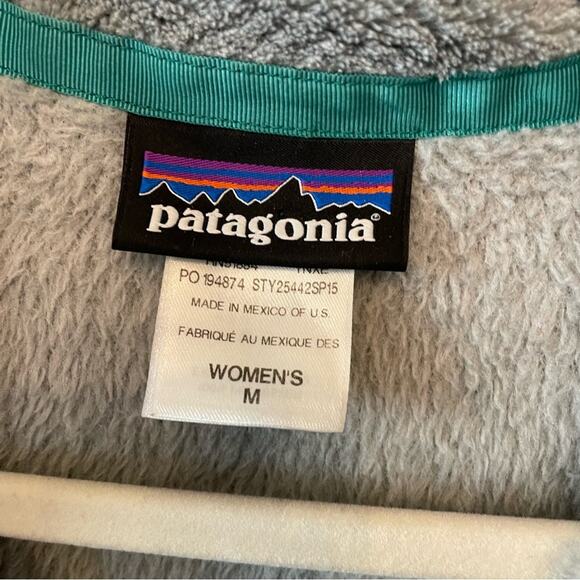 patagonia®
PO 194874 STY25442SP15
MADE IN MEXICO OF U.S.
FABRIQUÉ AU MEXIQUE DES
WOMEN'S
M